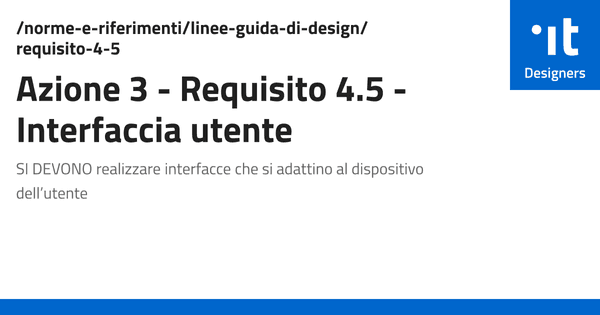 /norme-e-riferimenti/linee-guida-di-design/
requisito-4-5
Azione 3 - Requisito 4.5 -
Interfaccia utente
SI DEVONO realizzare interfacce che si adattino al dispositivo
dell’utente
it
Designers